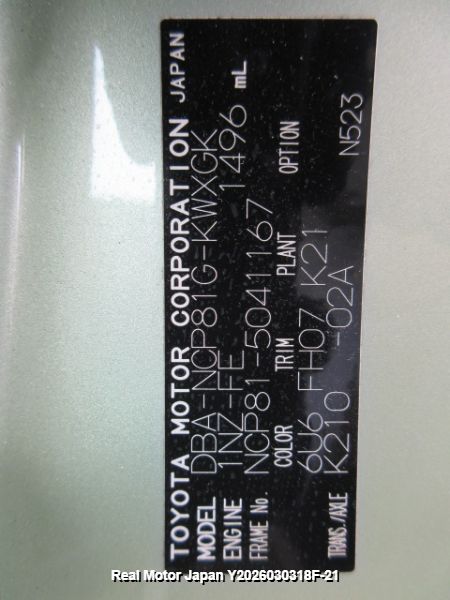 TOYOTA MOTOR CORPORATION JAPAN
MODEL DBA-NCP81G-KWXGK
ENGINE 1NZ-FE 1496 mL
FRAME No. NCP81-5041167
COLOR TRIM PLANT OPTION
6U6 FH07 K21
TRANS./AXLE K210 -02A N523
Real Motor Japan Y2026030318F-21